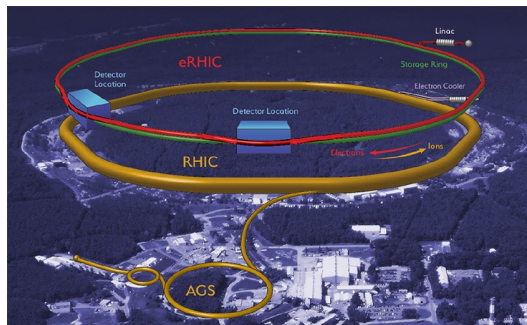 Linac
eRHIC
Storage Ring
Detector
Location
Electron Cooler
Detector Location
RHIC
Ions
Electrons
AGS